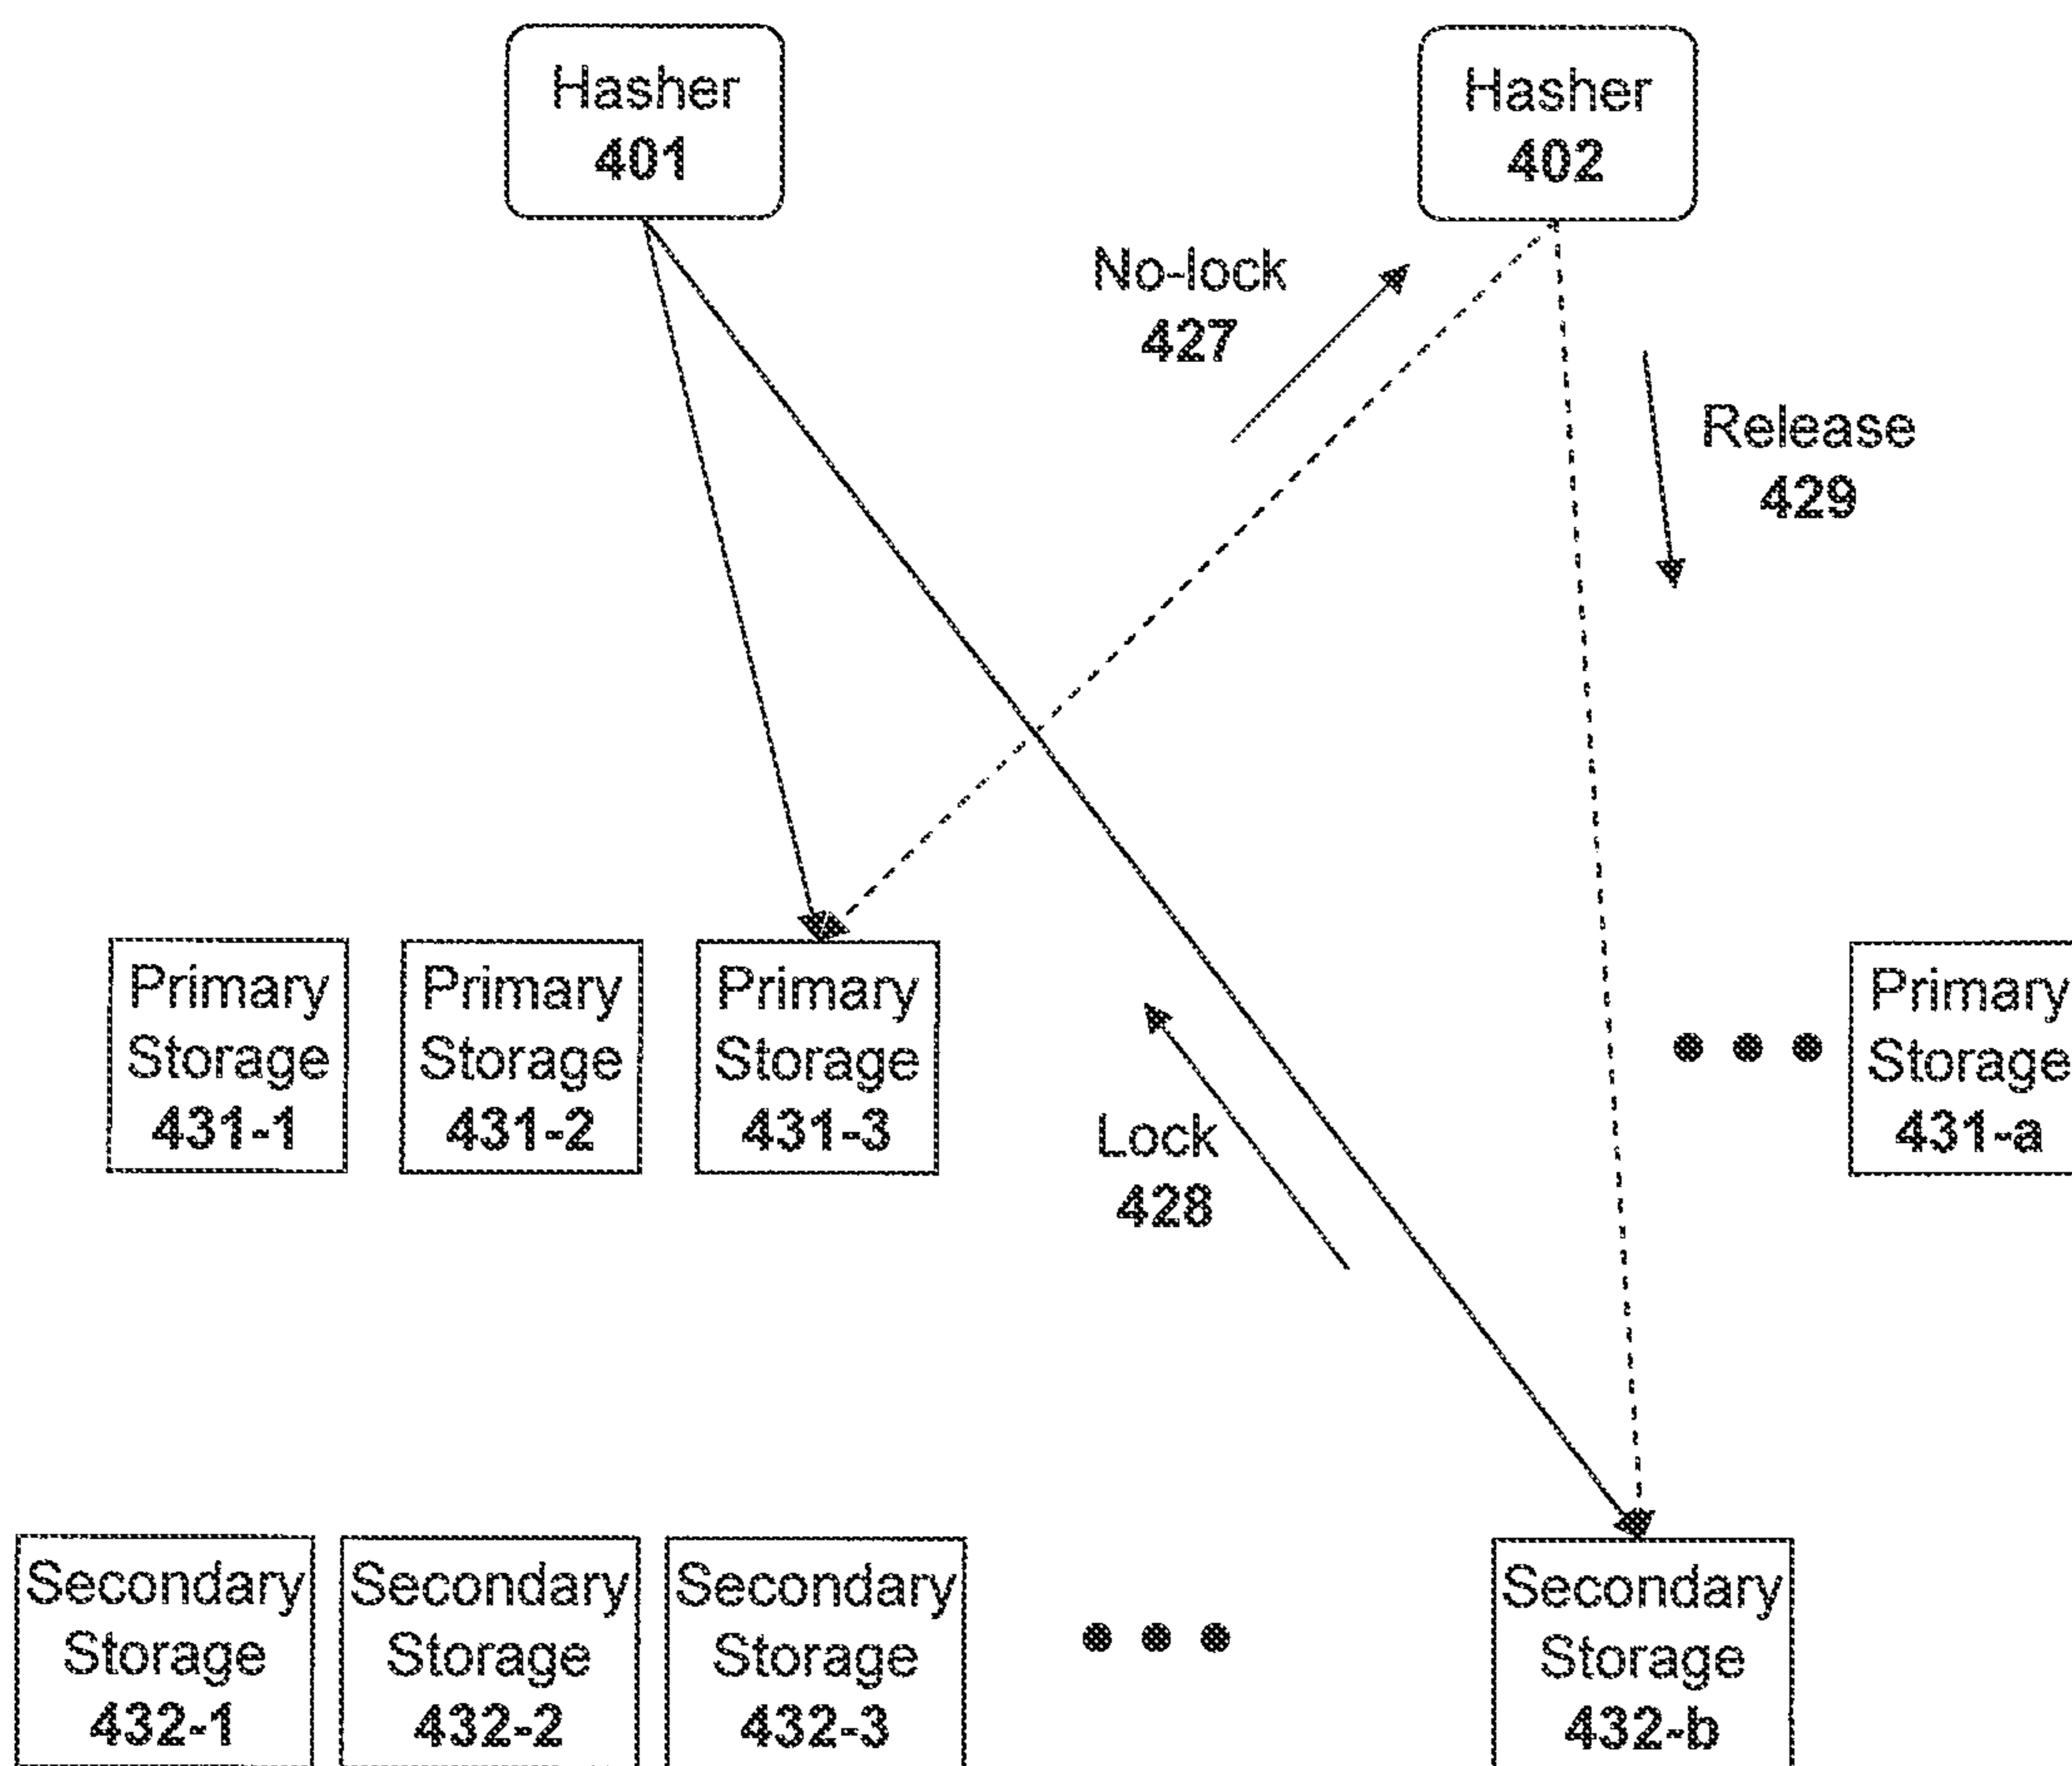 Hasher
401
Hasher
402
No-lock
427
Release
429
Primary
Storage
431-1
Primary
Storage
431-2
Primary
Storage
431-3
Primary
Storage
431-a
Lock
428
Secondary
Storage
432-1
Secondary
Storage
432-2
Secondary
Storage
432-3
Secondary
Storage
432-b